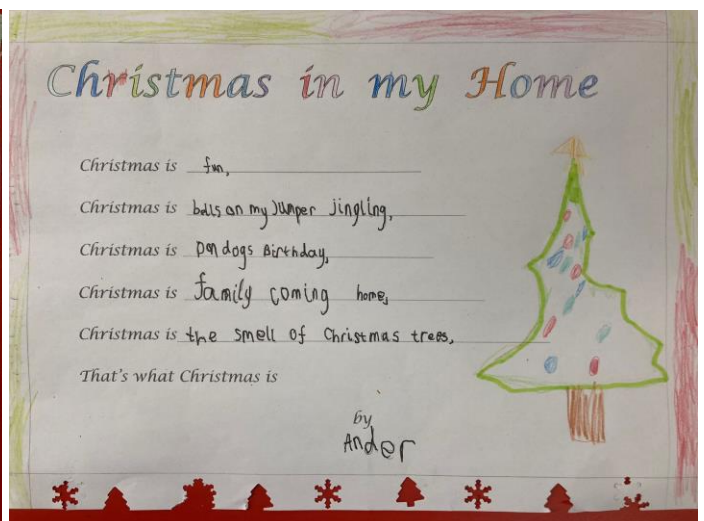 Christmas in my Home
Christmas is fun,
Christmas is bells on my Jumper jingling,
Christmas is dogs Birthday,
Christmas is family coming home,
Christmas is the smell of Christmas trees,
That's what Christmas is
by
Ander